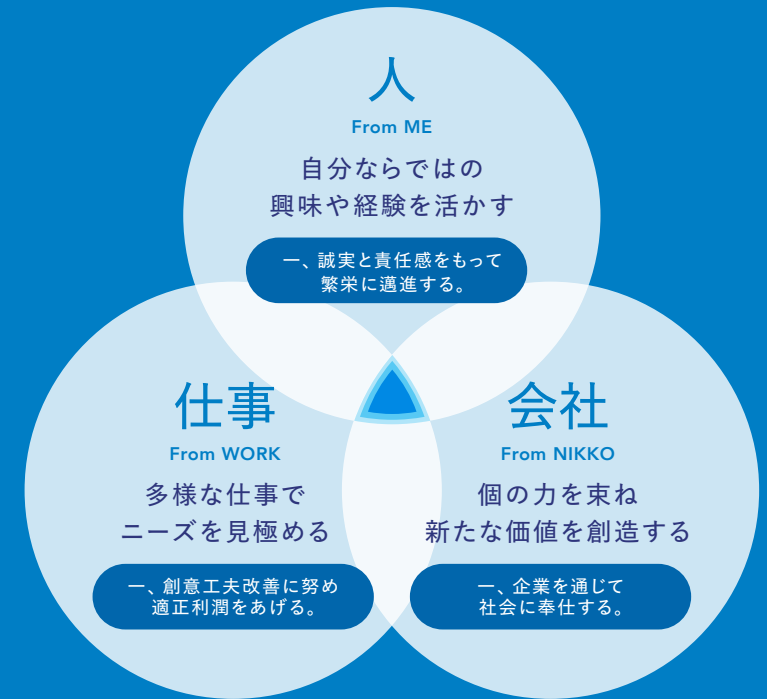 人
From ME
自分ならではの
興味や経験を活かす
一、誠実と責任感をもって
繁栄に邁進する。
仕事
From WORK
多様な仕事で
ニーズを見極める
一、創意工夫改善に努め
適正利潤をあげる。
会社
From NIKKO
個の力を束ね
新たな価値を創造する
一、企業を通じて
社会に奉仕する。